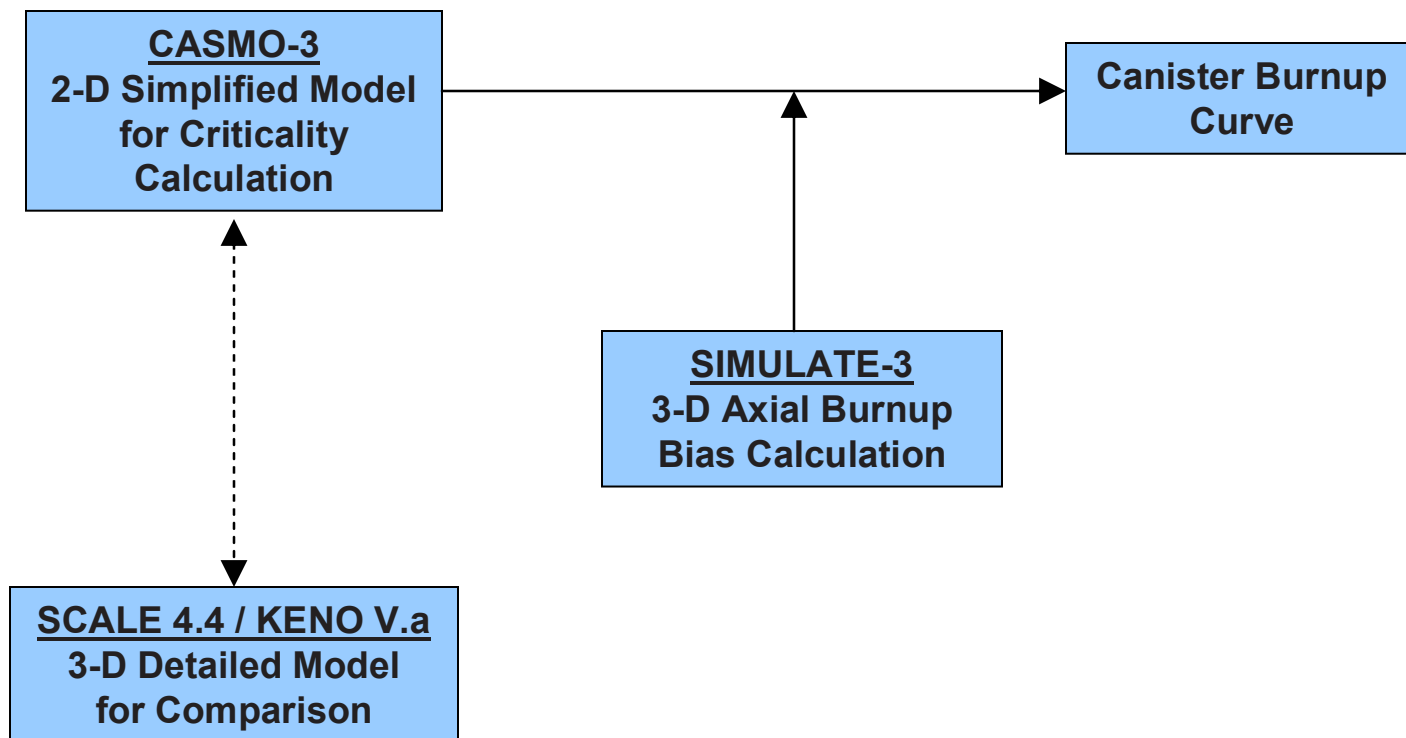 CASMO-3
2-D Simplified Model
for Criticality
Calculation
Canister Burnup
Curve
SIMULATE-3
3-D Axial Burnup
Bias Calculation
SCALE 4.4 / KENO V.a
3-D Detailed Model
for Comparison